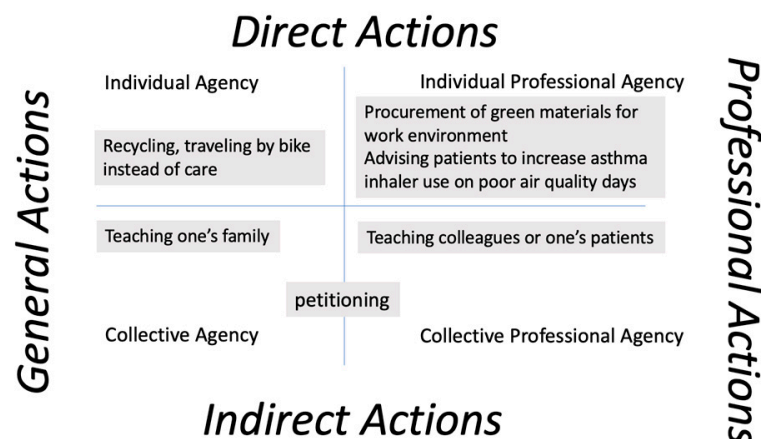 Direct Actions
Individual Agency
Individual Professional Agency
Recycling, traveling by bike
instead of care
Procurement of green materials for
work environment
Advising patients to increase asthma
inhaler use on poor air quality days
General Actions
Professional Actions
Teaching one's family
Teaching colleagues or one's patients
petitioning
Collective Agency
Collective Professional Agency
Indirect Actions